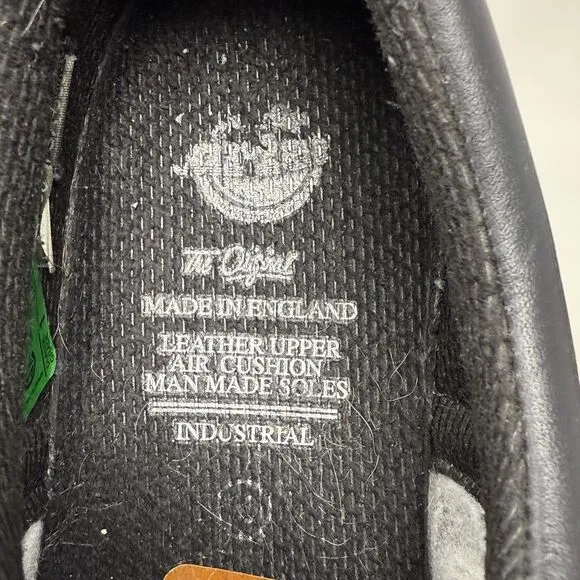 The Original
MADE IN ENGLAND
LEATHER UPPER
AIR CUSHION
MAN MADE SOLES
INDUSTRIAL